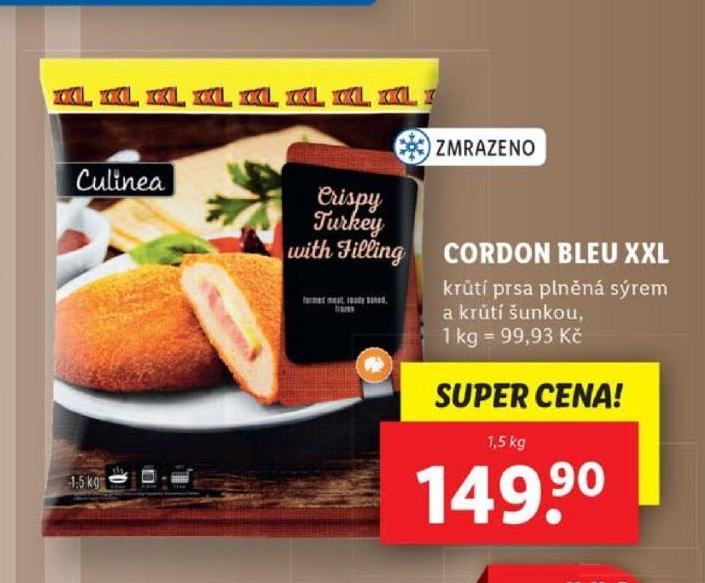 XXL XXL XXL XXL XXL XXL XXL XXL
Culinea
Crispy
Turkey
with Filling
formed meat, ready baked,
frozen
1,5 kg
ZMRAZENO
CORDON BLEU XXL
krůtí prsa plněná sýrem
a krůtí šunkou,
1 kg = 99,93 Kč
SUPER CENA!
1,5 kg
149.90